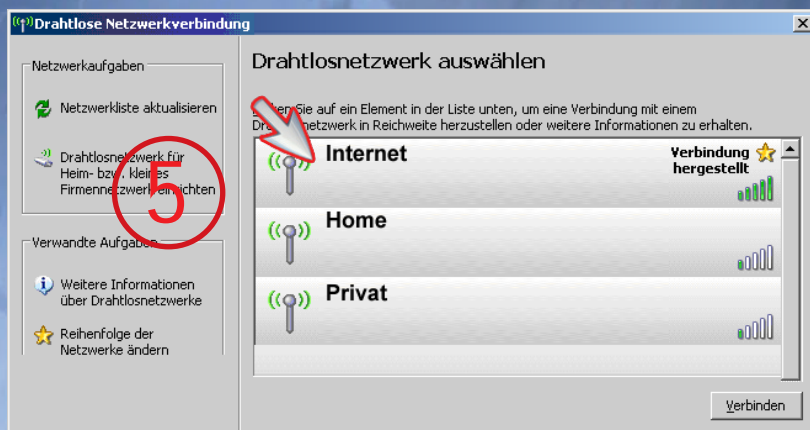 Drahtlose Netzwerkverbindung
Netzwerkaufgaben
Netzwerkliste aktualisieren
Drahtlosnetzwerk für
Heim- bzw. kleines
Firmennetzwerk einrichten
5
Verwandte Aufgaben
Weitere Informationen
über Drahtlosnetzwerke
Reihenfolge der
Netzwerke ändern
Drahtlosnetzwerk auswählen
Sie auf ein Element in der Liste unten, um eine Verbindung mit einem
in Reichweite herzustellen oder weitere Informationen zu erhalten.
Internet
Verbindung
hergestellt
Home
Privat
Verbinden